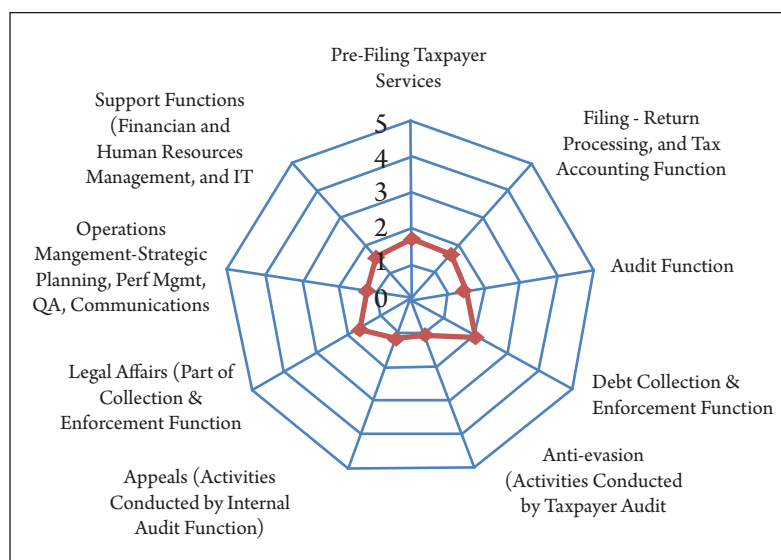 Pre-Filing Taxpayer
Services
Filing - Return
Processing, and Tax
Accounting Function
Audit Function
Debt Collection &
Enforcement Function
Anti-evasion
(Activities Conducted
by Taxpayer Audit
Appeals (Activities
Conducted by Internal
Audit Function)
Legal Affairs (Part of
Collection &
Enforcement Function
Operations
Mangement-Strategic
Planning, Perf Mgmt,
QA, Communications
Support Functions
(Financian and
Human Resources
Management, and IT
5
4
3
2
1
0